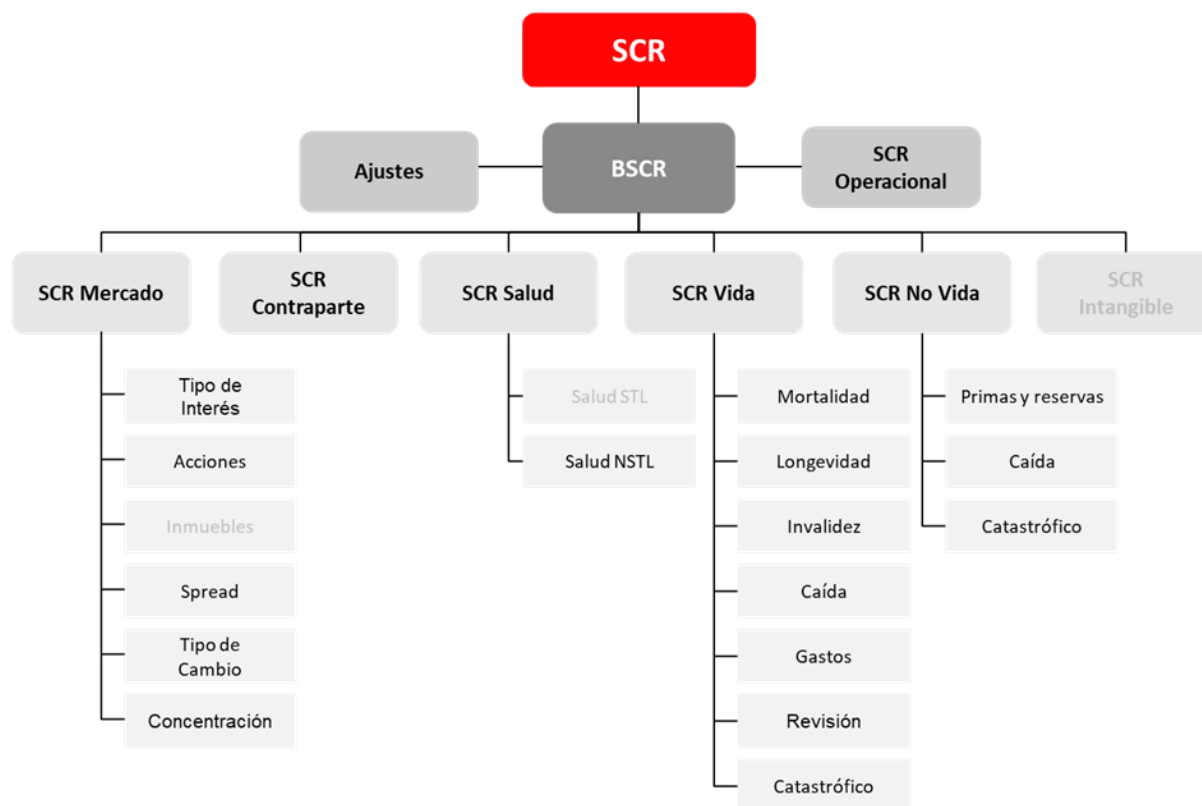 SCR
Ajustes
BSCR
SCR
Operacional
SCR Mercado
SCR
Contraparte
SCR Salud
SCR Vida
SCR No Vida
SCR
Intangible
Tipo de
Interés
Acciones
Inmuebles
Spread
Tipo de
Cambio
Concentración
Salud STL
Salud NSTL
Mortalidad
Longevidad
Invalidez
Caída
Gastos
Revisión
Catastrófico
Primas y reservas
Caída
Catastrófico